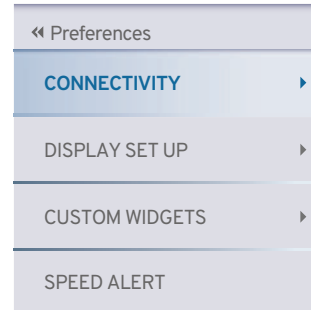 Preferences
CONNECTIVITY
DISPLAY SET UP
CUSTOM WIDGETS
SPEED ALERT